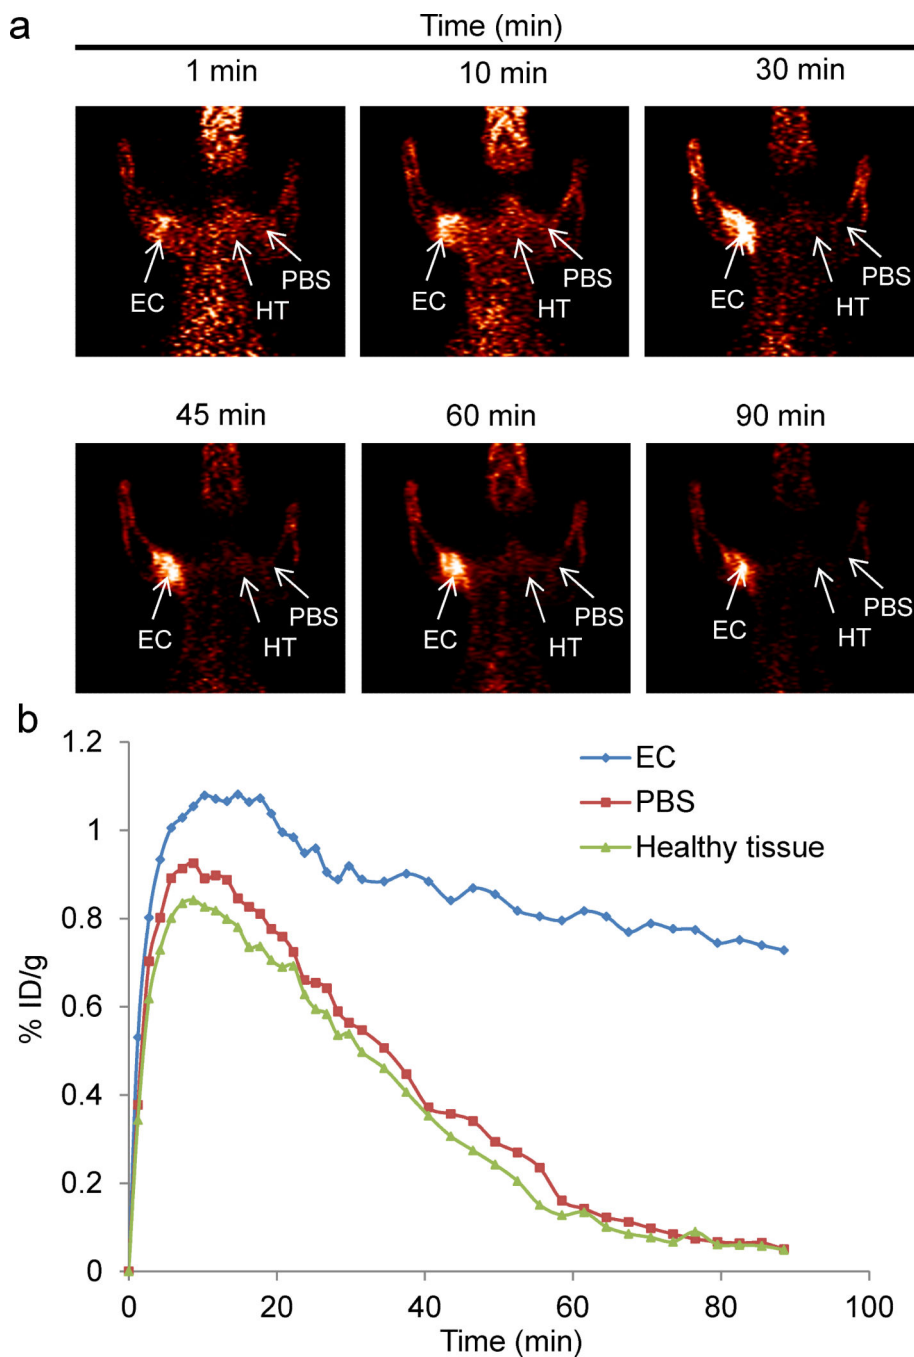 a
Time (min)
1 min 10 min 30 min
EC HT PBS EC HT PBS EC HT PBS
45 min 60 min 90 min
EC HT PBS EC HT PBS EC HT PBS
b
% ID/g
1.2
1
0.8
0.6
0.4
0.2
0
EC
PBS
Healthy tissue
0 20 40 60 80 100
Time (min)